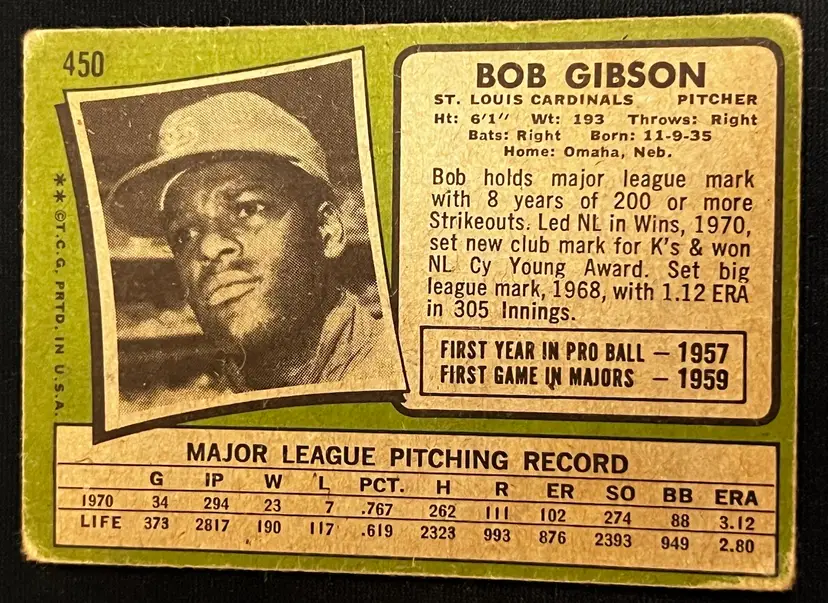 450
** ©T.C.G. PRTD. IN U.S.A.
BOB GIBSON
ST. LOUIS CARDINALS PITCHER
Ht: 6'1" Wt: 193 Throws: Right
Bats: Right Born: 11-9-35
Home: Omaha, Neb.
Bob holds major league mark
with 8 years of 200 or more
Strikeouts. Led NL in Wins, 1970,
set new club mark for K's & won
NL Cy Young Award. Set big
league mark, 1968, with 1.12 ERA
in 305 Innings.
FIRST YEAR IN PRO BALL — 1957
FIRST GAME IN MAJORS — 1959
MAJOR LEAGUE PITCHING RECORD
G IP W L PCT. H R ER SO BB ERA
1970 34 294 23 7 .767 262 111 102 274 88 3.12
LIFE 373 2817 190 117 .619 2323 993 876 2393 949 2.80